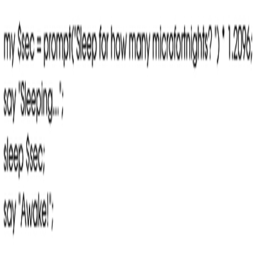 my $sec = prompt("Sleep for how many microfortnights? ") * 1.2096;
say "Sleeping...";
sleep $sec;
say "Awake!";